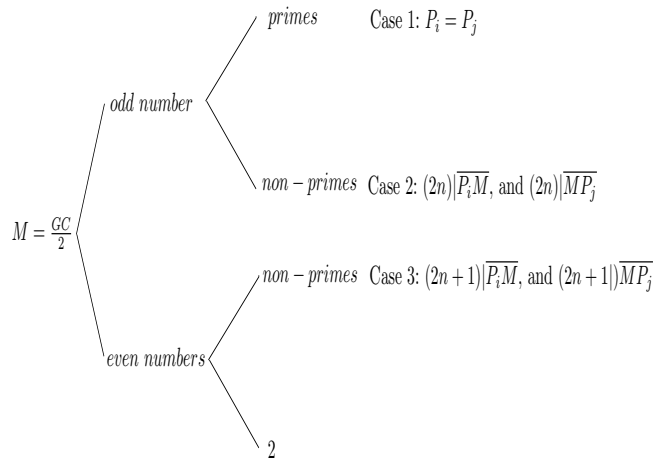 primes Case 1: $P_i = P_j$
odd number
non − primes Case 2: $(2n)|\overline{P_iM}$, and $(2n)|\overline{MP_j}$
$M = \frac{GC}{2}$
non − primes Case 3: $(2n+1)|\overline{P_iM}$, and $(2n+1|)\overline{MP_j}$
even numbers
2